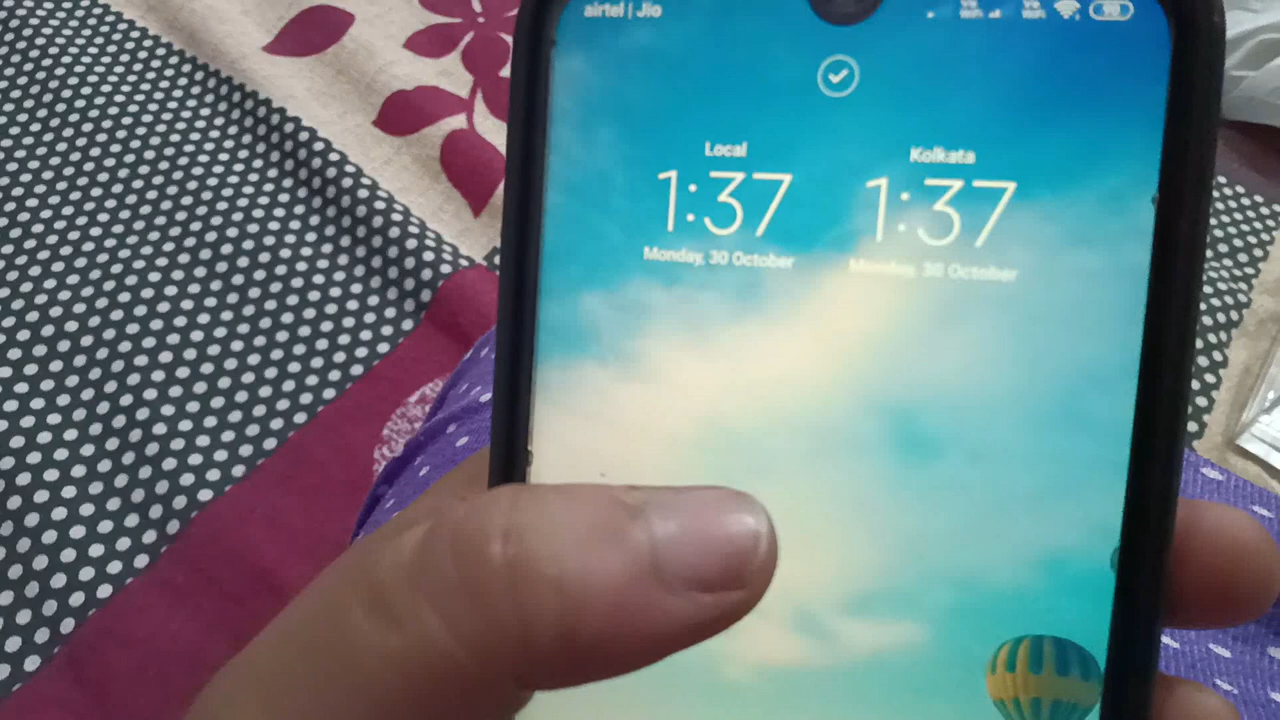 airtel | Jio
Local
1:37
Monday, 30 October
Kolkata
1:37
Monday, 30 October